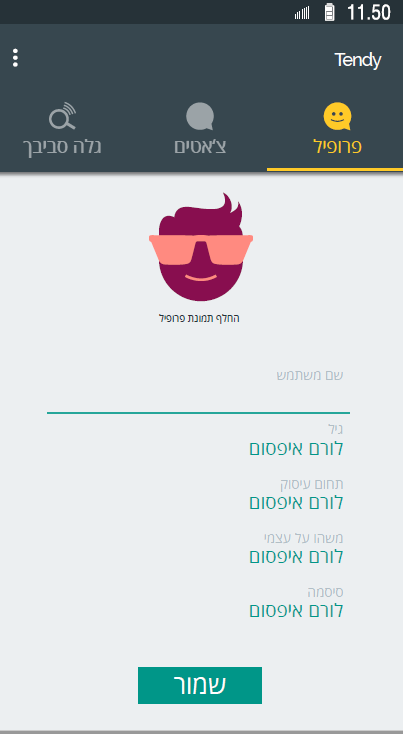 11.50
Tendy
פרופיל
צ'אטים
גלה סביבך
החלף תמונת פרופיל
שם משתמש
גיל
לורם איפסום
תחום עיסוק
לורם איפסום
משהו על עצמי
לורם איפסום
סיסמה
לורם איפסום
שמור